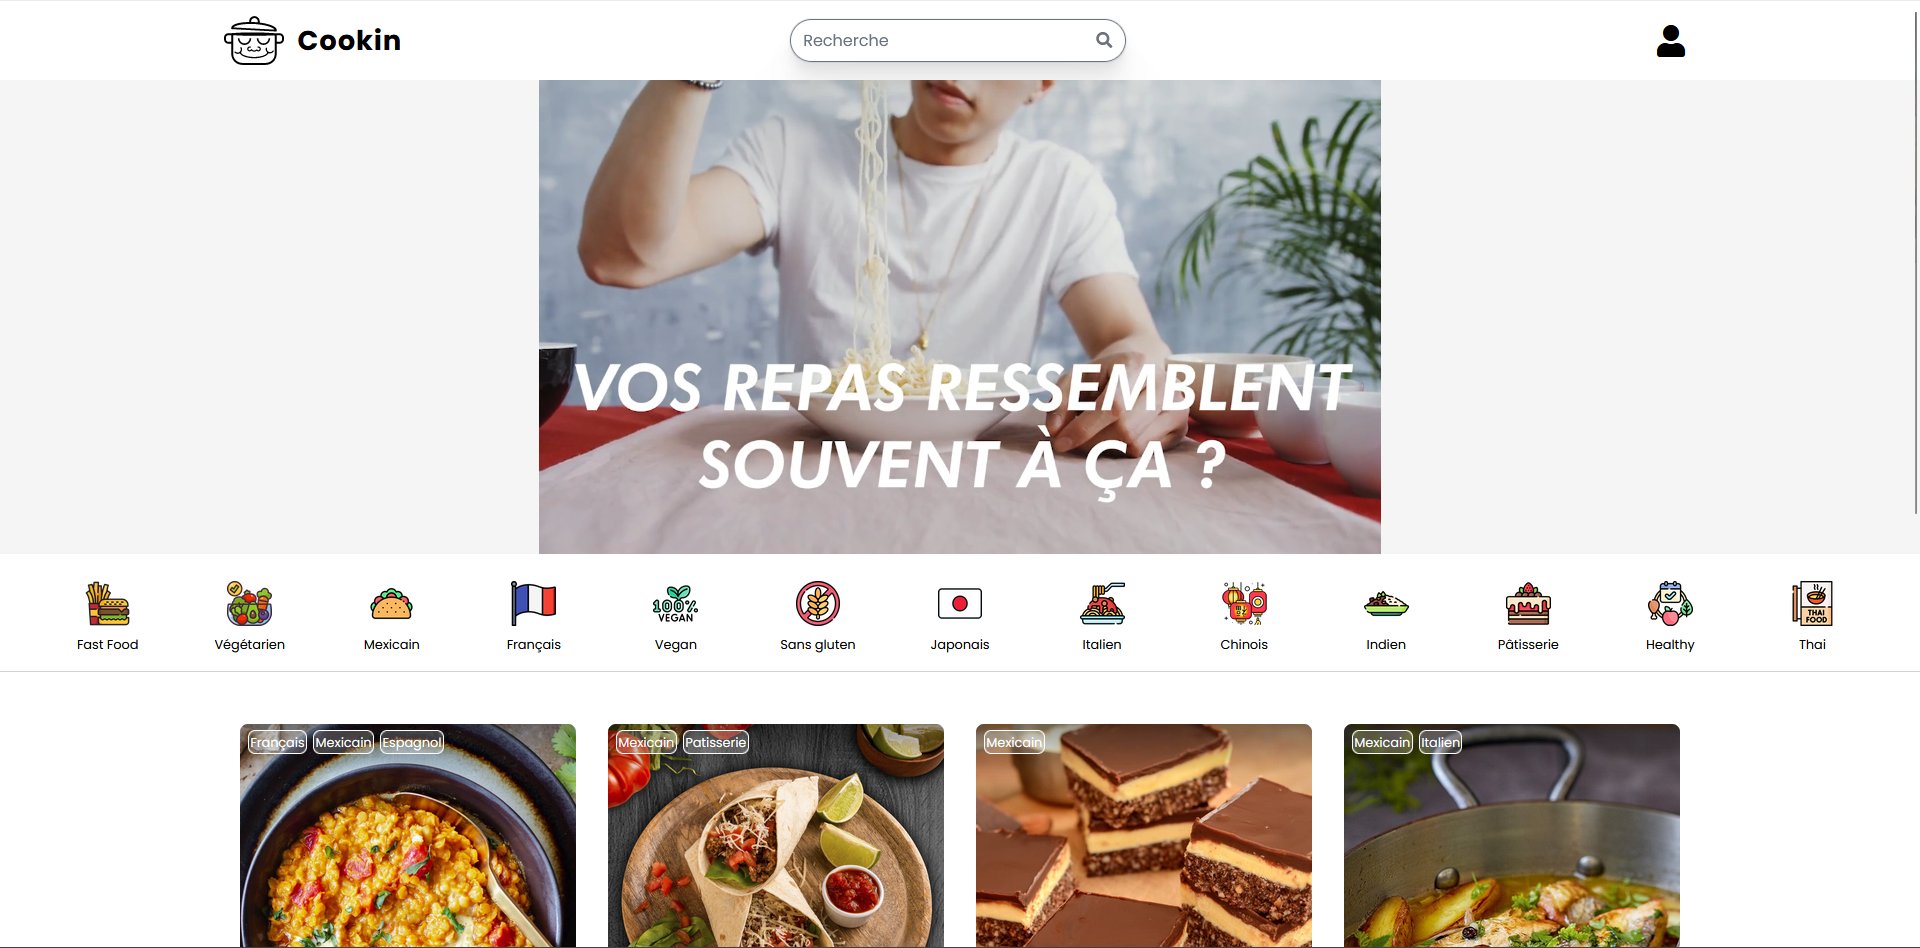 Cookin
Recherche
VOS REPAS RESSEMBLENT
SOUVENT À ÇA ?
100%
VEGAN
THAI
FOOD
Fast Food
Végétarien
Mexicain
Français
Vegan
Sans gluten
Japonais
Italien
Chinois
Indien
Pâtisserie
Healthy
Thai
Français Mexicain Espagnol
Mexicain Patisserie
Mexicain
Mexicain Italien